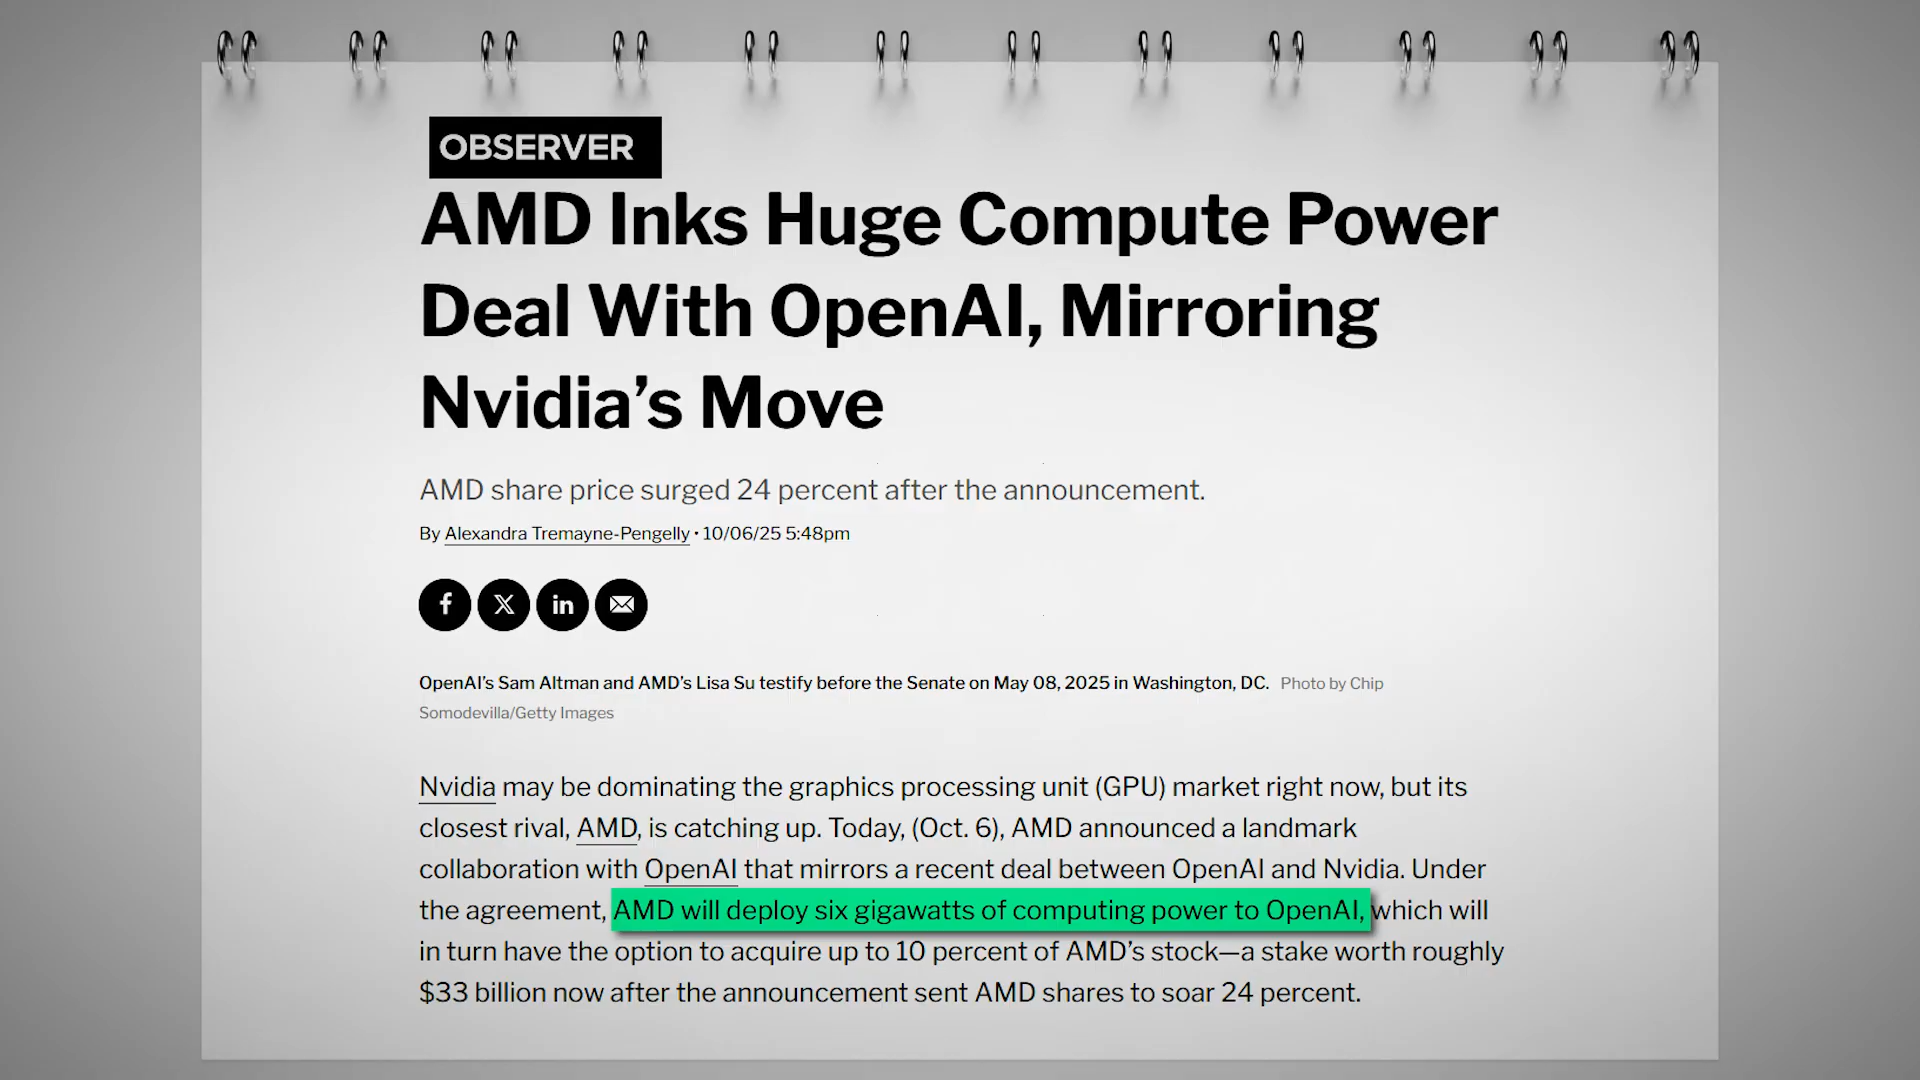 OBSERVER
AMD Inks Huge Compute Power
Deal With OpenAI, Mirroring
Nvidia’s Move
AMD share price surged 24 percent after the announcement.
By Alexandra Tremayne-Pengelly • 10/06/25 5:48pm
OpenAI’s Sam Altman and AMD’s Lisa Su testify before the Senate on May 08, 2025 in Washington, DC. Photo by Chip
Somodevilla/Getty Images
Nvidia may be dominating the graphics processing unit (GPU) market right now, but its
closest rival, AMD, is catching up. Today, (Oct. 6), AMD announced a landmark
collaboration with OpenAI that mirrors a recent deal between OpenAI and Nvidia. Under
the agreement, AMD will deploy six gigawatts of computing power to OpenAI, which will
in turn have the option to acquire up to 10 percent of AMD’s stock—a stake worth roughly
$33 billion now after the announcement sent AMD shares to soar 24 percent.